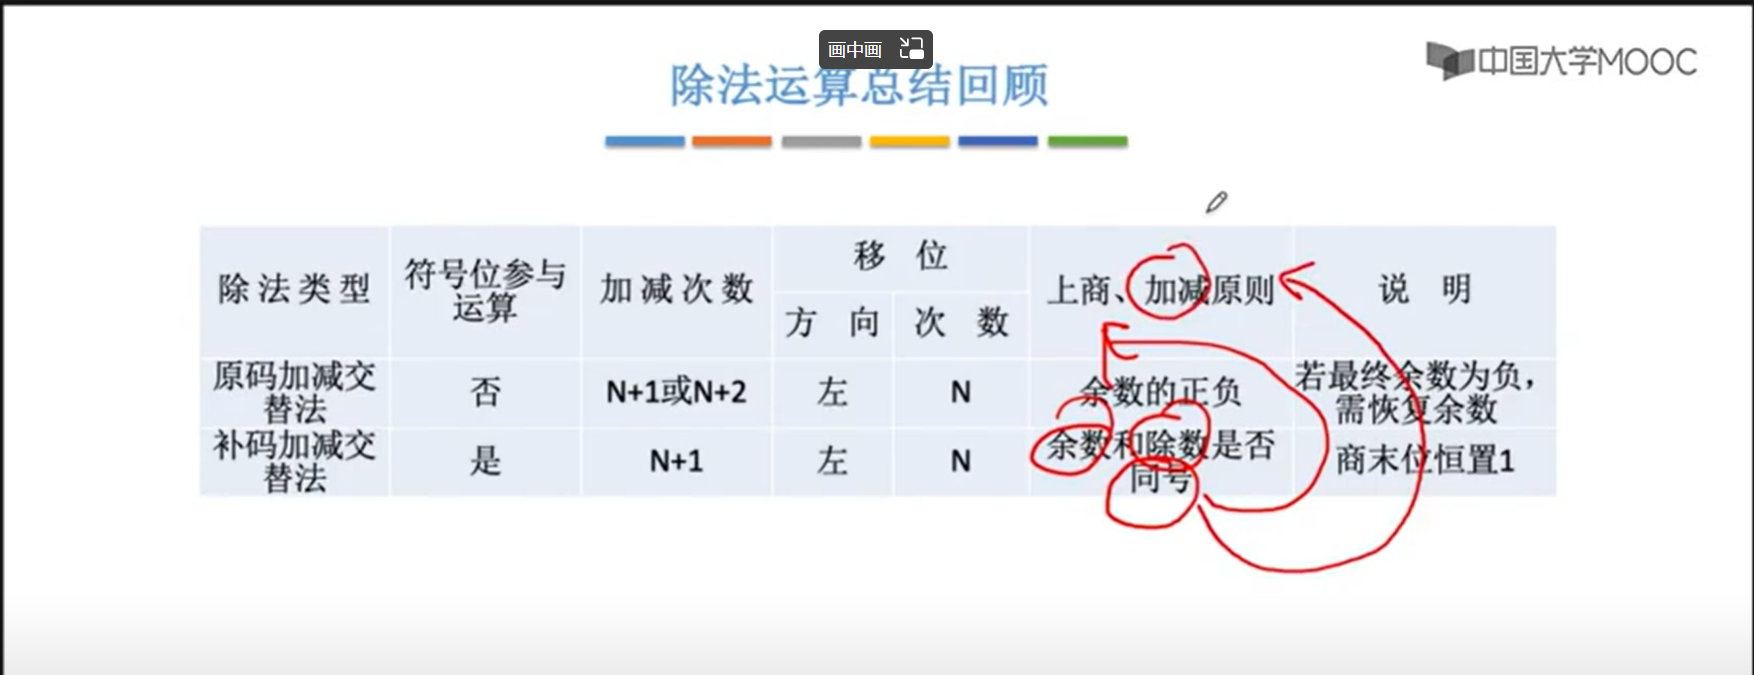 画中画
中国大学MOOC
除法运算总结回顾
除法类型
符号位参与
运算
加减次数
移 位
方 向
次 数
上商、加减原则
说 明
原码加减交
替法
否
N+1或N+2
左
N
余数的正负
若最终余数为负，
需恢复余数
补码加减交
替法
是
N+1
左
N
余数和除数是否
同号
商末位恒置1